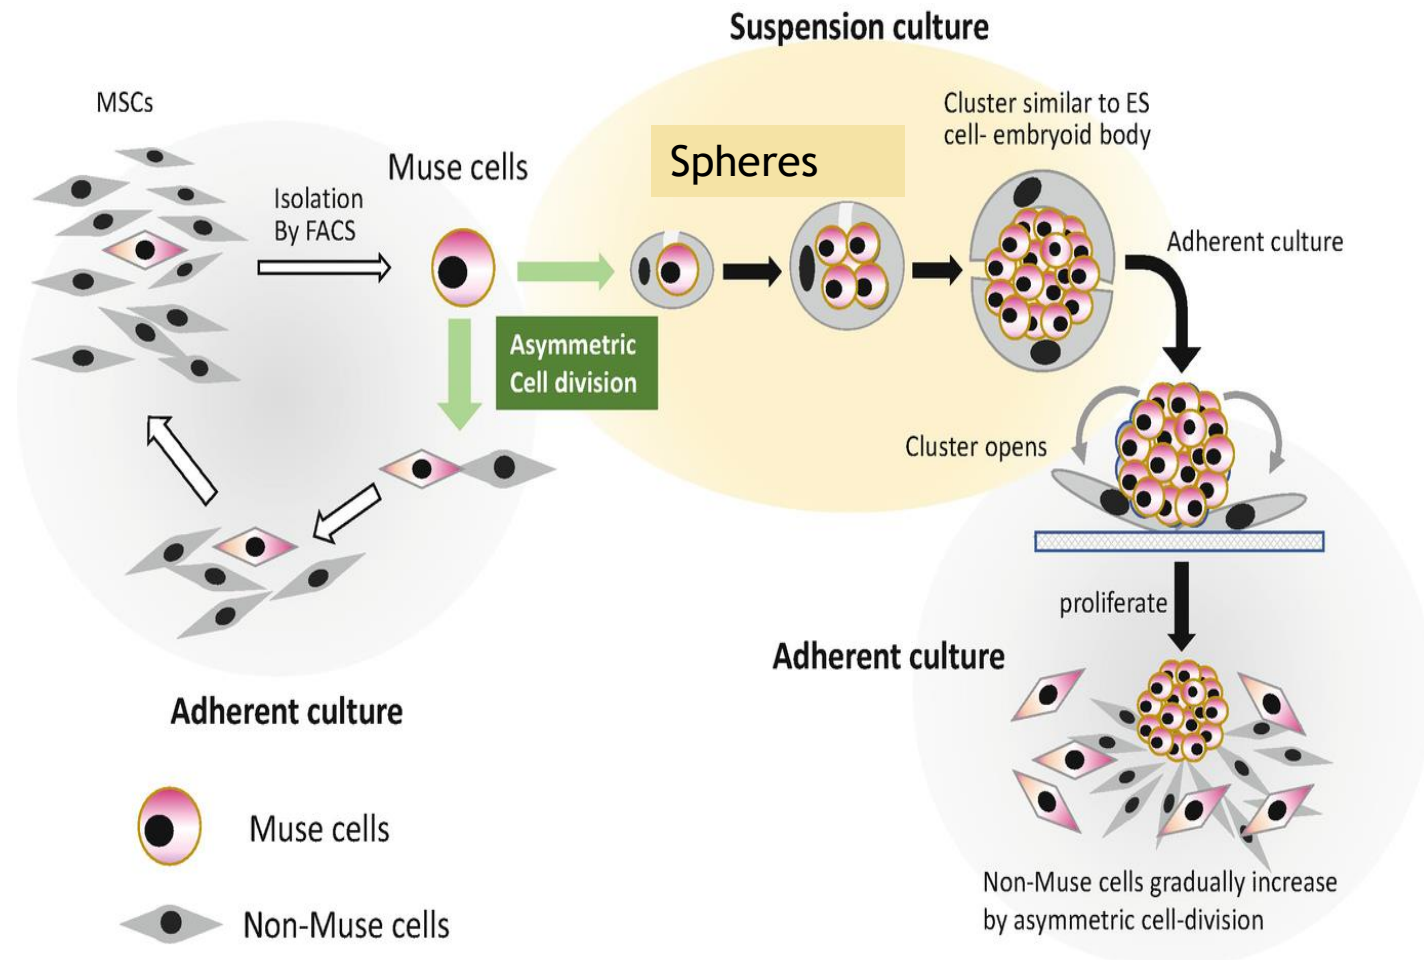 Suspension culture
MSCs
Cluster similar to ES
cell- embryoid body
Muse cells
Spheres
Isolation
By FACS
Adherent culture
Asymmetric
Cell division
Cluster opens
proliferate
Adherent culture
Adherent culture
Muse cells
Non-Muse cells
Non-Muse cells gradually increase
by asymmetric cell-division